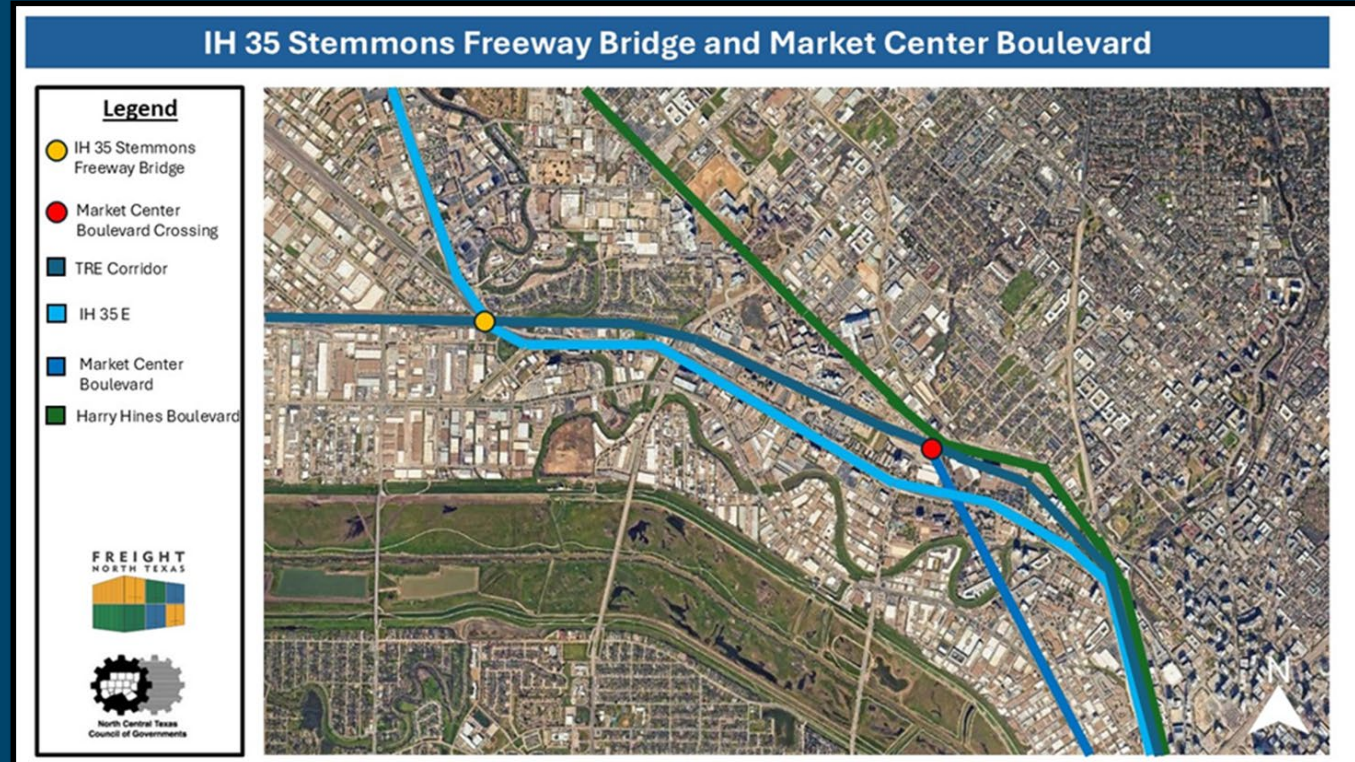 IH 35 Stemmons Freeway Bridge and Market Center Boulevard
Legend
IH 35 Stemmons
Freeway Bridge
Market Center
Boulevard Crossing
TRE Corridor
IH 35 E
Market Center
Boulevard
Harry Hines Boulevard
FREIGHT
NORTH TEXAS
North Central Texas
Council of Governments
N